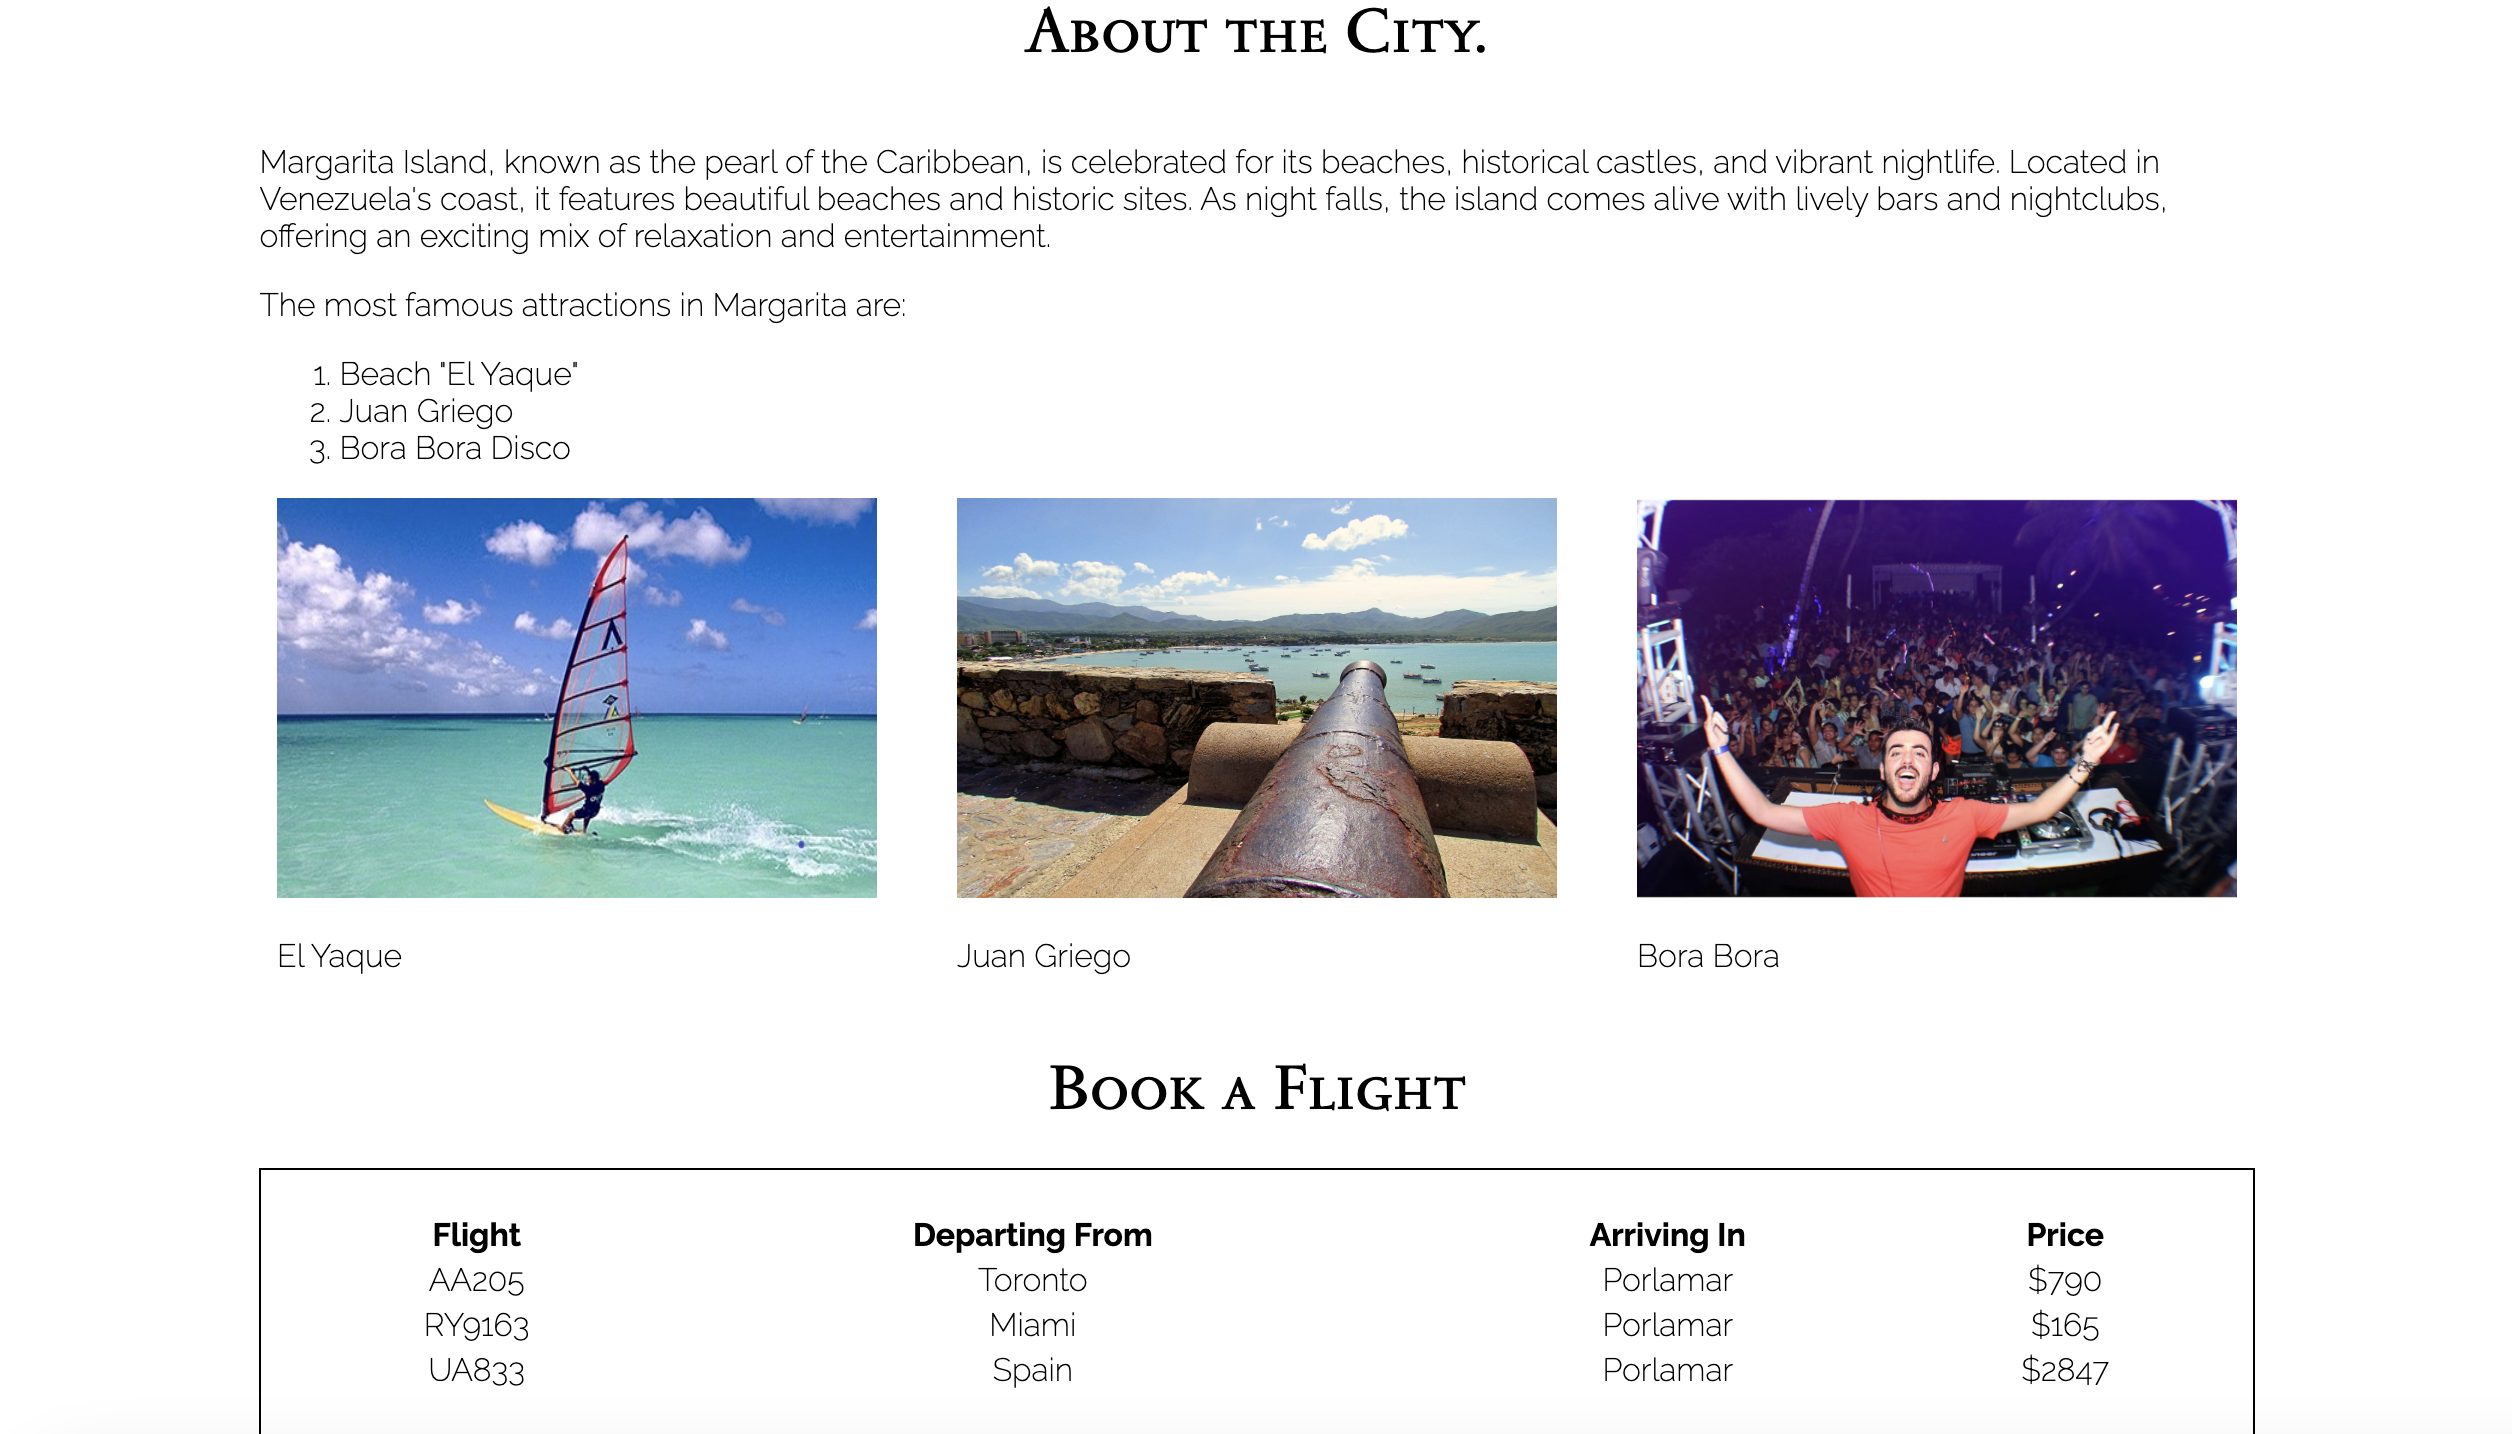 About the City.
Margarita Island, known as the pearl of the Caribbean, is celebrated for its beaches, historical castles, and vibrant nightlife. Located in
Venezuela's coast, it features beautiful beaches and historic sites. As night falls, the island comes alive with lively bars and nightclubs,
offering an exciting mix of relaxation and entertainment.
The most famous attractions in Margarita are:
1. Beach "El Yaque"
2. Juan Griego
3. Bora Bora Disco
El Yaque
Juan Griego
Bora Bora
Book a Flight
Flight Departing From Arriving In Price
AA205 Toronto Porlamar $790
RY9163 Miami Porlamar $165
UA833 Spain Porlamar $2847